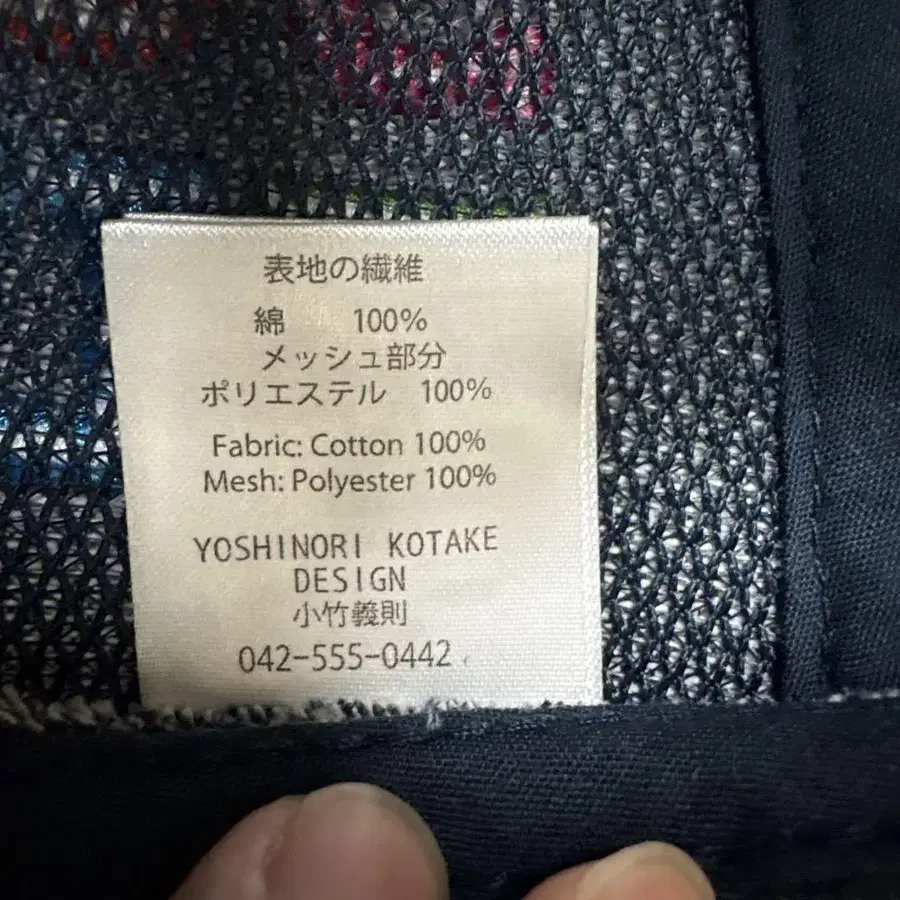 表地の繊維
綿 100%
メッシュ部分
ポリエステル 100%
Fabric: Cotton 100%
Mesh: Polyester 100%
YOSHINORI KOTAKE
DESIGN
小竹義則
042-555-0442